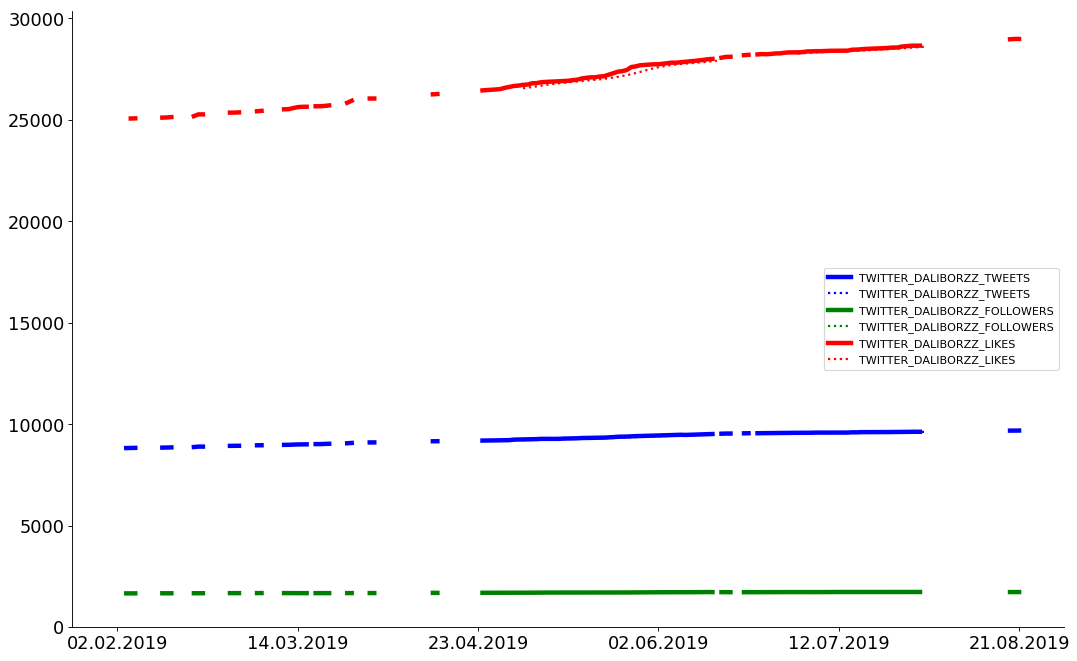 30000
25000
20000
15000
10000
5000
0
TWITTER_DALIBORZZ_TWEETS
TWITTER_DALIBORZZ_TWEETS
TWITTER_DALIBORZZ_FOLLOWERS
TWITTER_DALIBORZZ_FOLLOWERS
TWITTER_DALIBORZZ_LIKES
TWITTER_DALIBORZZ_LIKES
02.02.2019 14.03.2019 23.04.2019 02.06.2019 12.07.2019 21.08.2019